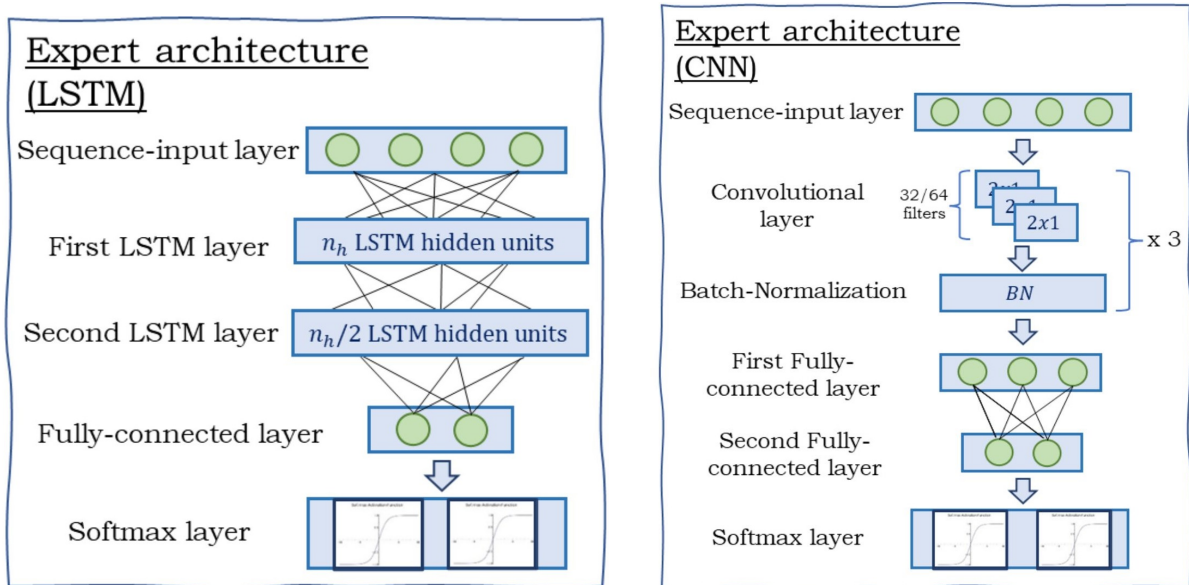 Expert architecture
(LSTM)
Sequence-input layer
First LSTM layer
n_h LSTM hidden units
Second LSTM layer
n_h/2 LSTM hidden units
Fully-connected layer
Softmax layer
Expert architecture
(CNN)
Sequence-input layer
Convolutional
layer
32/64
filters
2x1
2x1
2x1
x 3
Batch-Normalization
BN
First Fully-
connected layer
Second Fully-
connected layer
Softmax layer